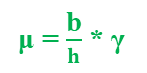 μ = b/h * γ